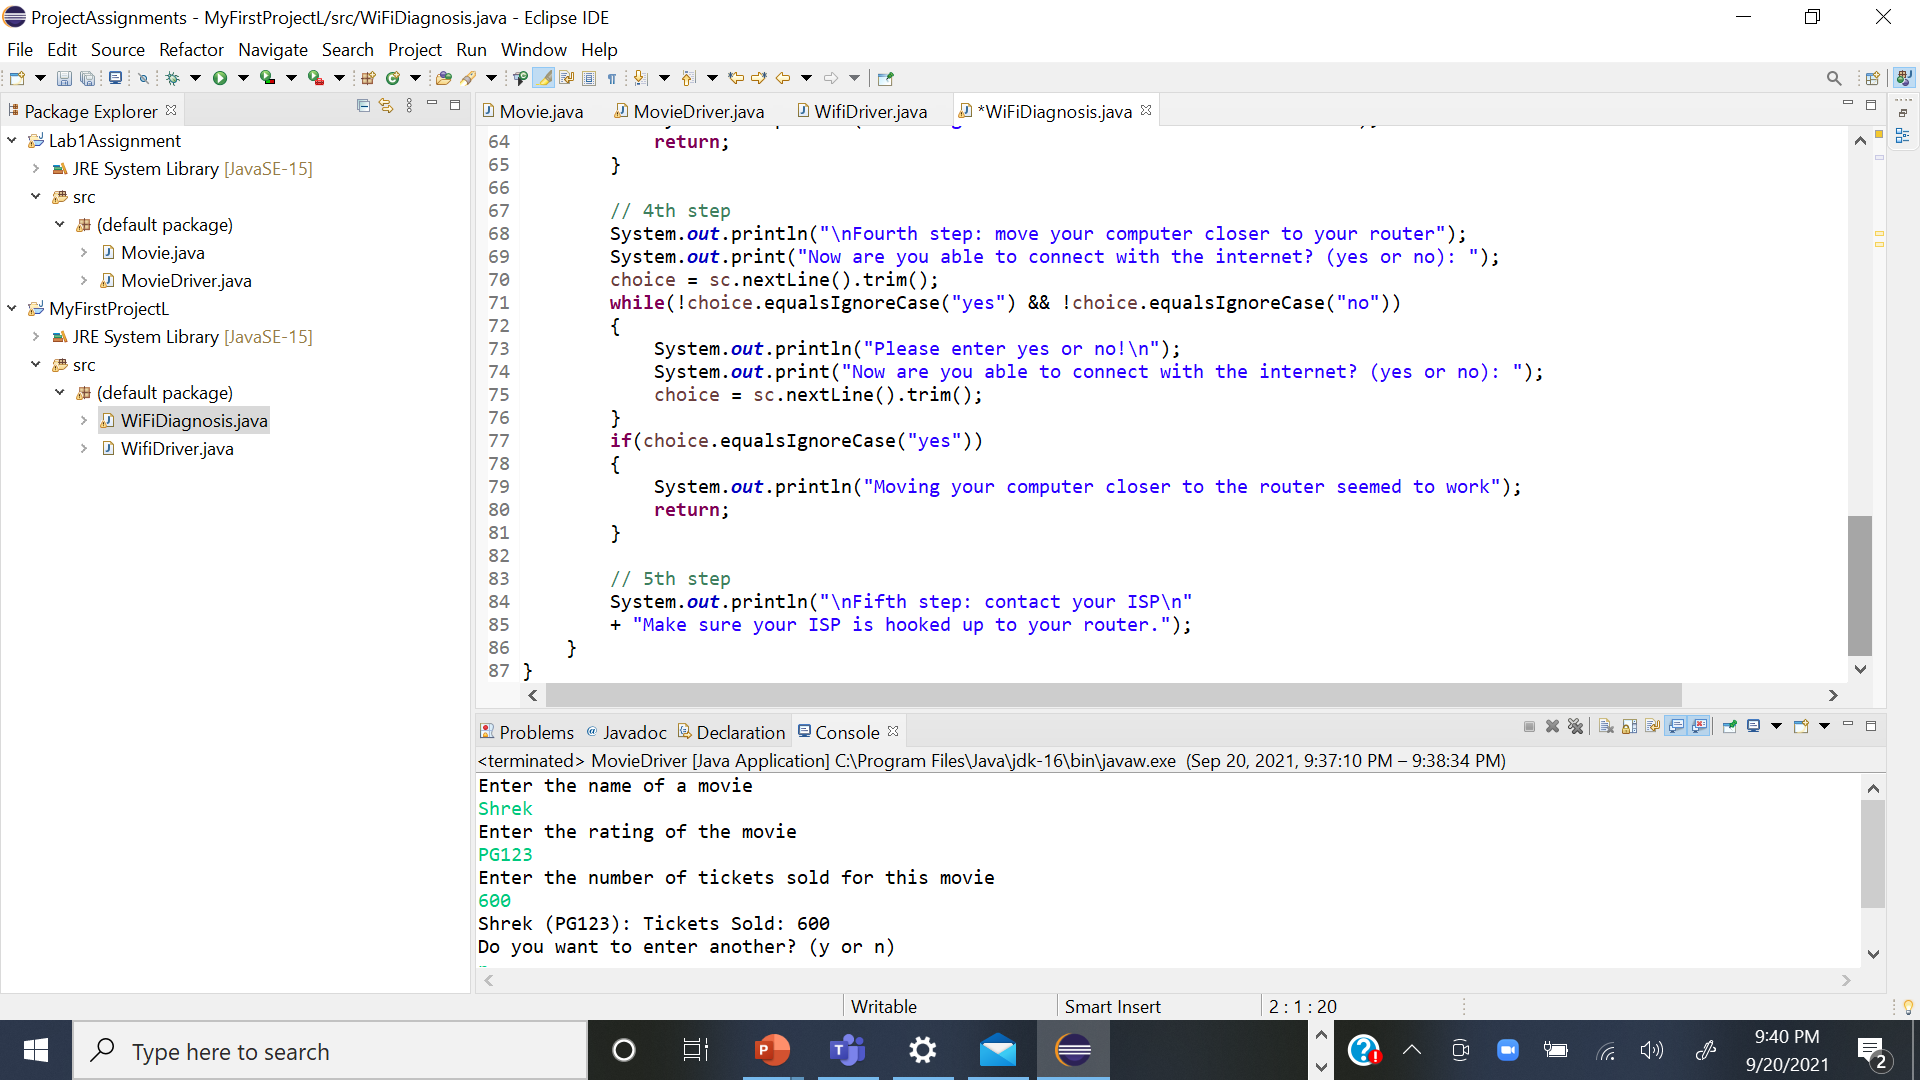 ProjectAssignments - MyFirstProjectL/src/WiFiDiagnosis.java - Eclipse IDE
File Edit Source Refactor Navigate Search Project Run Window Help
Package Explorer
Lab1Assignment
JRE System Library [JavaSE-15]
src
(default package)
Movie.java
MovieDriver.java
MyFirstProjectL
JRE System Library [JavaSE-15]
src
(default package)
WiFiDiagnosis.java
WifiDriver.java
Movie.java MovieDriver.java WifiDriver.java *WiFiDiagnosis.java
64 return;
65 }
66
67 // 4th step
68 System.out.println("\nFourth step: move your computer closer to your router");
69 System.out.print("Now are you able to connect with the internet? (yes or no): ");
70 choice = sc.nextLine().trim();
71 while(!choice.equalsIgnoreCase("yes") && !choice.equalsIgnoreCase("no"))
72 {
73 System.out.println("Please enter yes or no!\n");
74 System.out.print("Now are you able to connect with the internet? (yes or no): ");
75 choice = sc.nextLine().trim();
76 }
77 if(choice.equalsIgnoreCase("yes"))
78 {
79 System.out.println("Moving your computer closer to the router seemed to work");
80 return;
81 }
82
83 // 5th step
84 System.out.println("\nFifth step: contact your ISP\n"
85 + "Make sure your ISP is hooked up to your router.");
86 }
87 }
Problems Javadoc Declaration Console
<terminated> MovieDriver [Java Application] C:\Program Files\Java\jdk-16\bin\javaw.exe (Sep 20, 2021, 9:37:10 PM – 9:38:34 PM)
Enter the name of a movie
Shrek
Enter the rating of the movie
PG123
Enter the number of tickets sold for this movie
600
Shrek (PG123): Tickets Sold: 600
Do you want to enter another? (y or n)
Writable Smart Insert 2 : 1 : 20
Type here to search
9:40 PM
9/20/2021
2